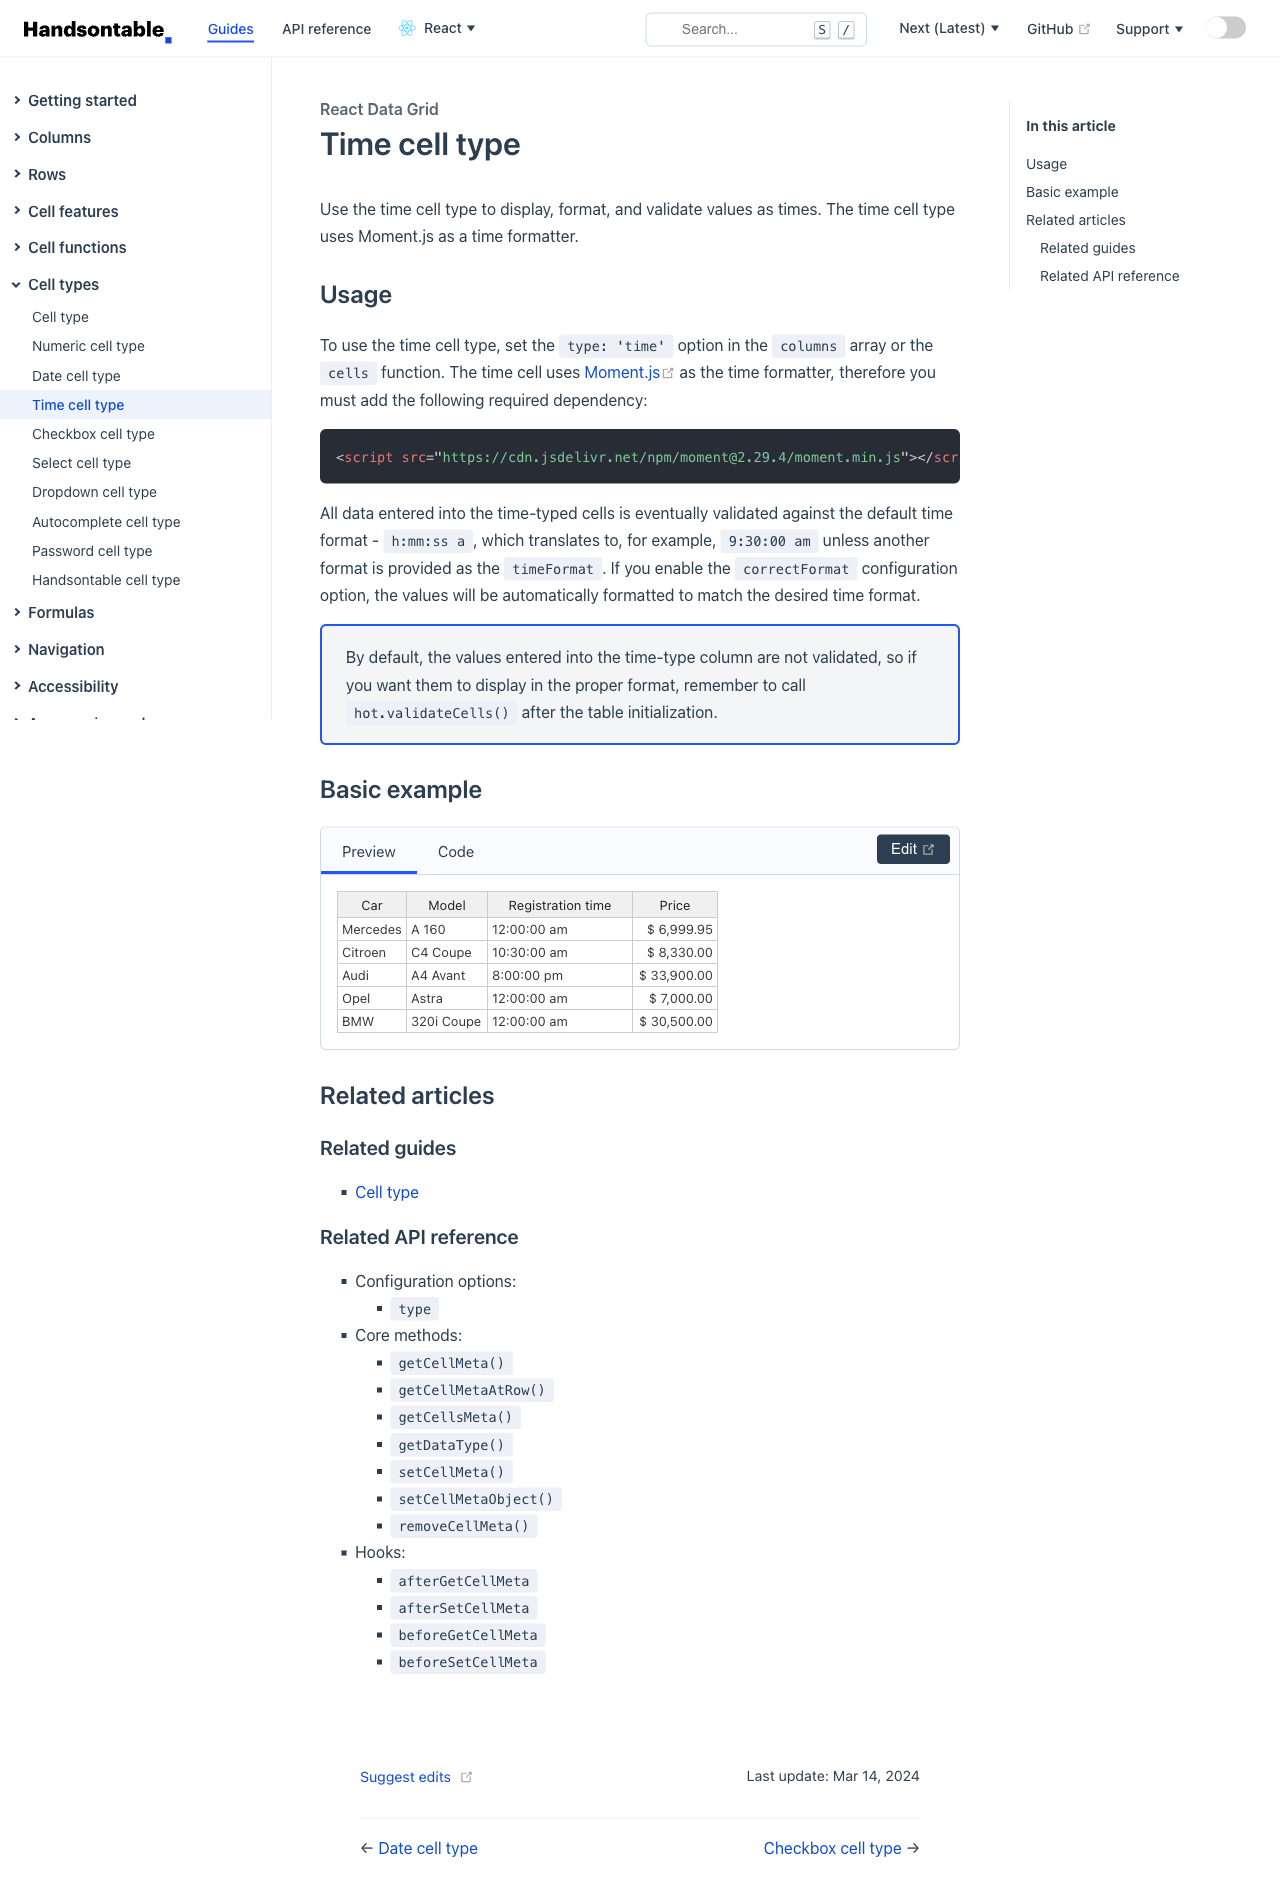 Handsontable
Guides
API reference
React
Search...
S
/
Next (Latest)
GitHub
Support
Getting started
Columns
Rows
Cell features
Cell functions
Cell types
Cell type
Numeric cell type
Date cell type
Time cell type
Checkbox cell type
Select cell type
Dropdown cell type
Autocomplete cell type
Password cell type
Handsontable cell type
Formulas
Navigation
Accessibility
React Data Grid
Time cell type
Use the time cell type to display, format, and validate values as times. The time cell type
uses Moment.js as a time formatter.
Usage
To use the time cell type, set the type: 'time' option in the columns array or the
cells function. The time cell uses Moment.js as the time formatter, therefore you
must add the following required dependency:
<script src="https://cdn.jsdelivr.net/npm/moment@2.29.4/moment.min.js"></scr
All data entered into the time-typed cells is eventually validated against the default time
format - h:mm:ss a , which translates to, for example, 9:30:00 am unless another
format is provided as the timeFormat . If you enable the correctFormat configuration
option, the values will be automatically formatted to match the desired time format.
By default, the values entered into the time-type column are not validated, so if
you want them to display in the proper format, remember to call
hot.validateCells() after the table initialization.
Basic example
Preview
Code
Edit
Car Model Registration time Price
Mercedes A 160 12:00:00 am $ 6,999.95
Citroen C4 Coupe 10:30:00 am $ 8,330.00
Audi A4 Avant 8:00:00 pm $ 33,900.00
Opel Astra 12:00:00 am $ 7,000.00
BMW 320i Coupe 12:00:00 am $ 30,500.00
Related articles
Related guides
Cell type
Related API reference
Configuration options:
type
Core methods:
getCellMeta()
getCellMetaAtRow()
getCellsMeta()
getDataType()
setCellMeta()
setCellMetaObject()
removeCellMeta()
Hooks:
afterGetCellMeta
afterSetCellMeta
beforeGetCellMeta
beforeSetCellMeta
Suggest edits
Last update: Mar 14, 2024
← Date cell type
Checkbox cell type →
In this article
Usage
Basic example
Related articles
Related guides
Related API reference